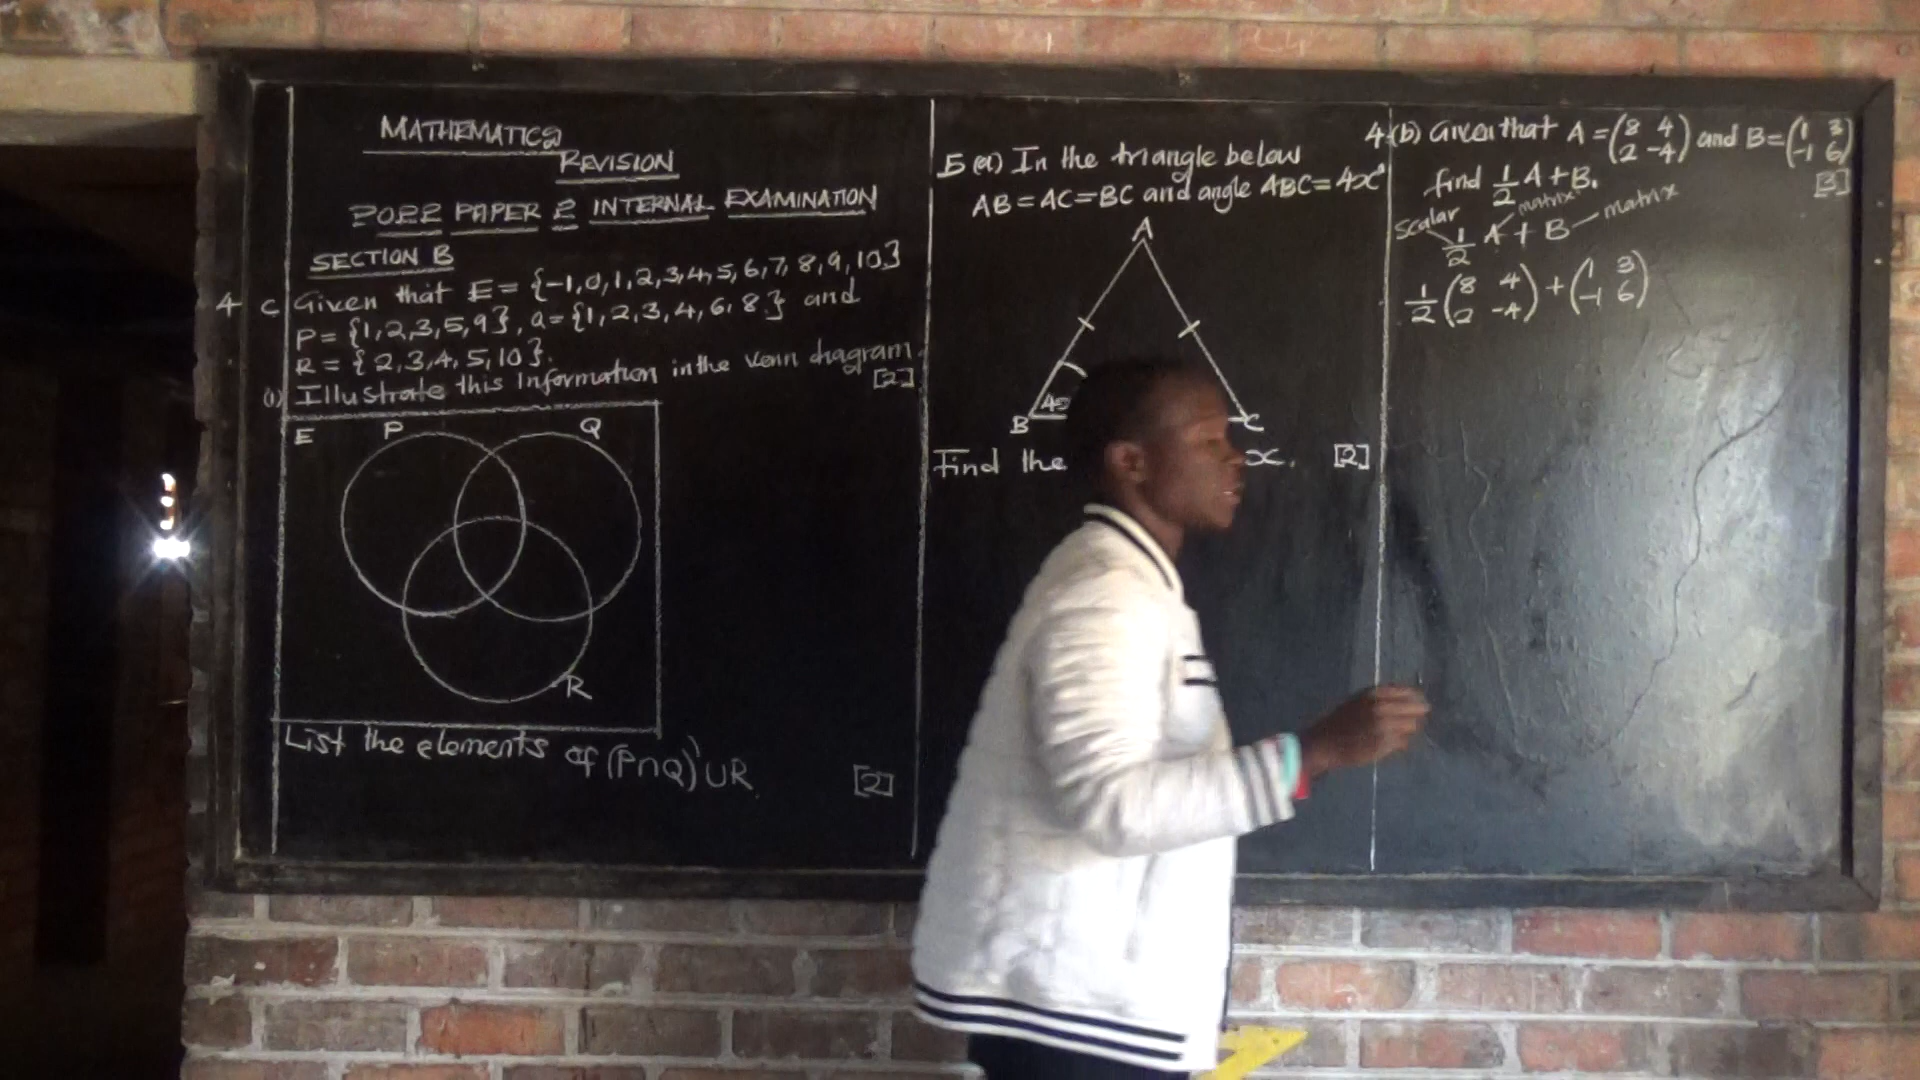 MATHEMATICS
REVISION
PAPER 2 INTERNAL EXAMINATION
SECTION B
4 c Given that E = {-1,0,1,2,3,4,5,6,7,8,9,10}
P = {1,2,3,5,9}, Q = {1,2,3,4,6,8} and
R = {2,3,4,5,10}.
(i) Illustrate this information in the venn diagram.
[2]
E P Q
R
List the elements of (P∩Q)'∪R. [2]
5 (a) In the triangle below
AB = AC = BC and angle ABC = 4x°
A
B 4 C
Find the x. [2]
4.(b) Given that A = (8 4 and B = (1 3
2 -4) -1 6)
find 1/2 A + B. [3]
scalar matrix matrix
1/2 A + B
1/2 (8 4 + (1 3
2 -4) -1 6)